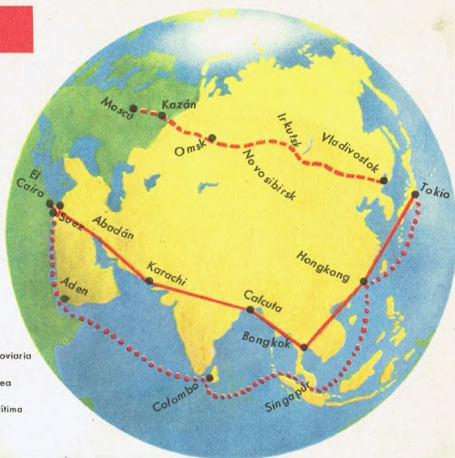 Moscú
Kazán
Omsk
Novosibirsk
Irkutsk
Vladivostok
Tokio
El
Cairo
Suez
Abadán
Aden
Karachi
Calcuta
Hongkong
Bangkok
Colombo
Singapur
oviaria
ea
ítima